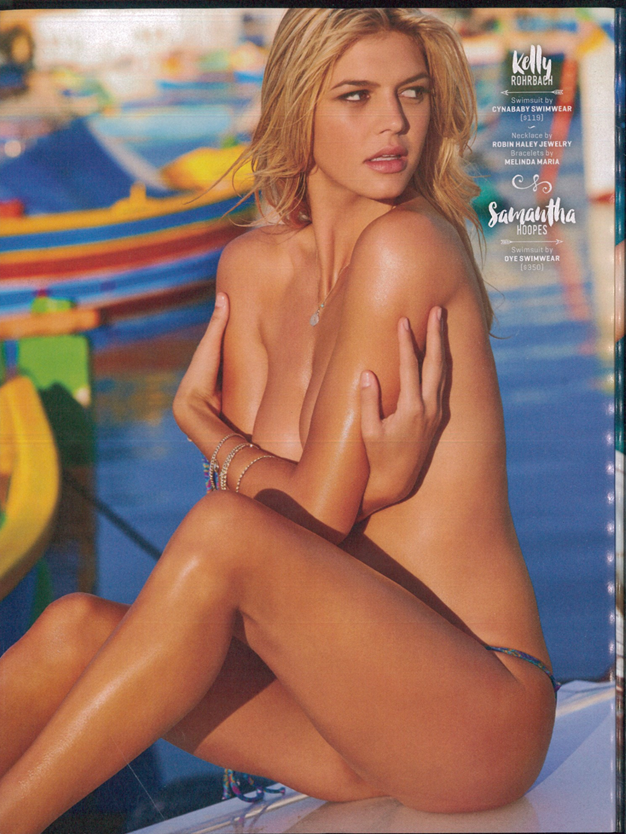 Kelly
ROHRBACH
Swimsuit by
CYNABABY SWIMWEAR
($119)
Necklace by
ROBIN HALEY JEWELRY
Bracelets by
MELINDA MARIA
Samantha
HOOPES
Swimsuit by
OYE SWIMWEAR
($350)